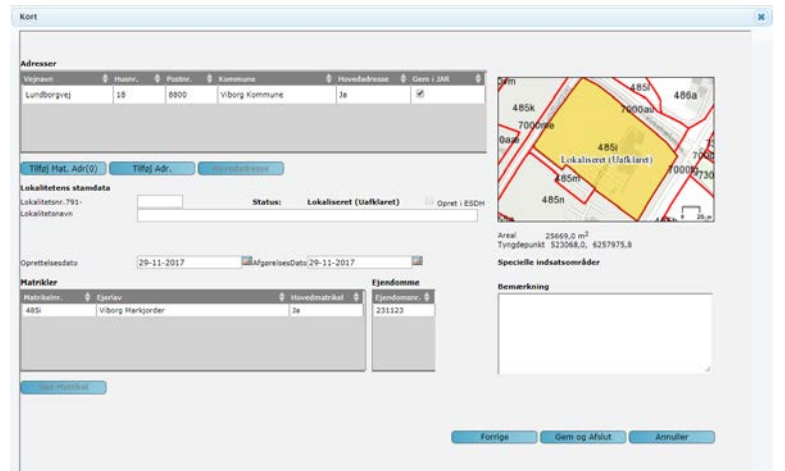 Kort
Adresser
Vejnavn Husnr. Postnr. Kommune Hovedadresse Gem i JAR
Lundborgvej 18 8800 Viborg Kommune Ja
Tilføj Mat. Adr(0) Tilføj Adr. Hovedadresse
Lokalitetens stamdata
Lokalitetsnr.791- Status: Lokaliseret (Uafklaret) Opret i ESDH
Lokalitetsnavn
Oprettelsesdato 29-11-2017 AfgørelsesDato 29-11-2017
Matrikler Ejendomme
Matrikelnr. Ejerlav Hovedmatrikel Ejendomsnr.
485i Viborg Markjorder Ja 231123
Slet Matrikel
485l 486a
485k 7000au
485i
Lokaliseret (Uafklaret)
485m
485n
25 m
Areal 25669,0 m²
Tyngdepunkt 523068,0, 6257975,8
Specielle indsatsområder
Bemærkning
Forrige Gem og Afslut Annuller